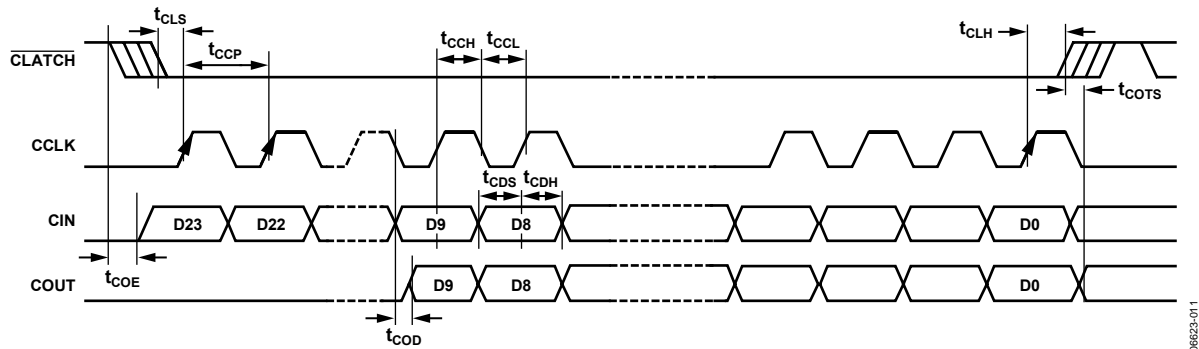 tCLS
tCCP
tCCH
tCCL
tCLH
CLATCH
tCOTS
CCLK
tCDS
tCDH
CIN
D23
D22
D9
D8
D0
tCOE
COUT
D9
D8
D0
tCOD
06623-011